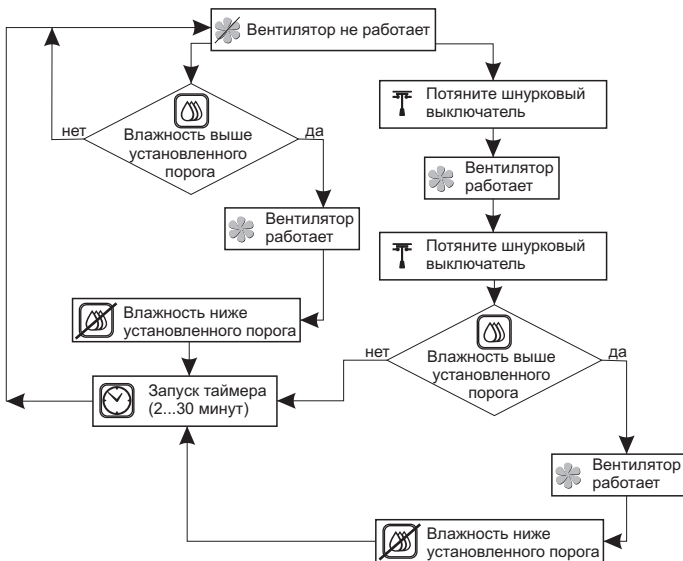 Вентилятор не работает
Потяните шнурковый
выключатель
нет
Влажность выше
установленного
порога
да
Вентилятор
работает
Вентилятор
работает
Потяните шнурковый
выключатель
Влажность ниже
установленного порога
нет
Влажность выше
установленного
порога
да
Запуск таймера
(2...30 минут)
Вентилятор
работает
Влажность ниже
установленного порога